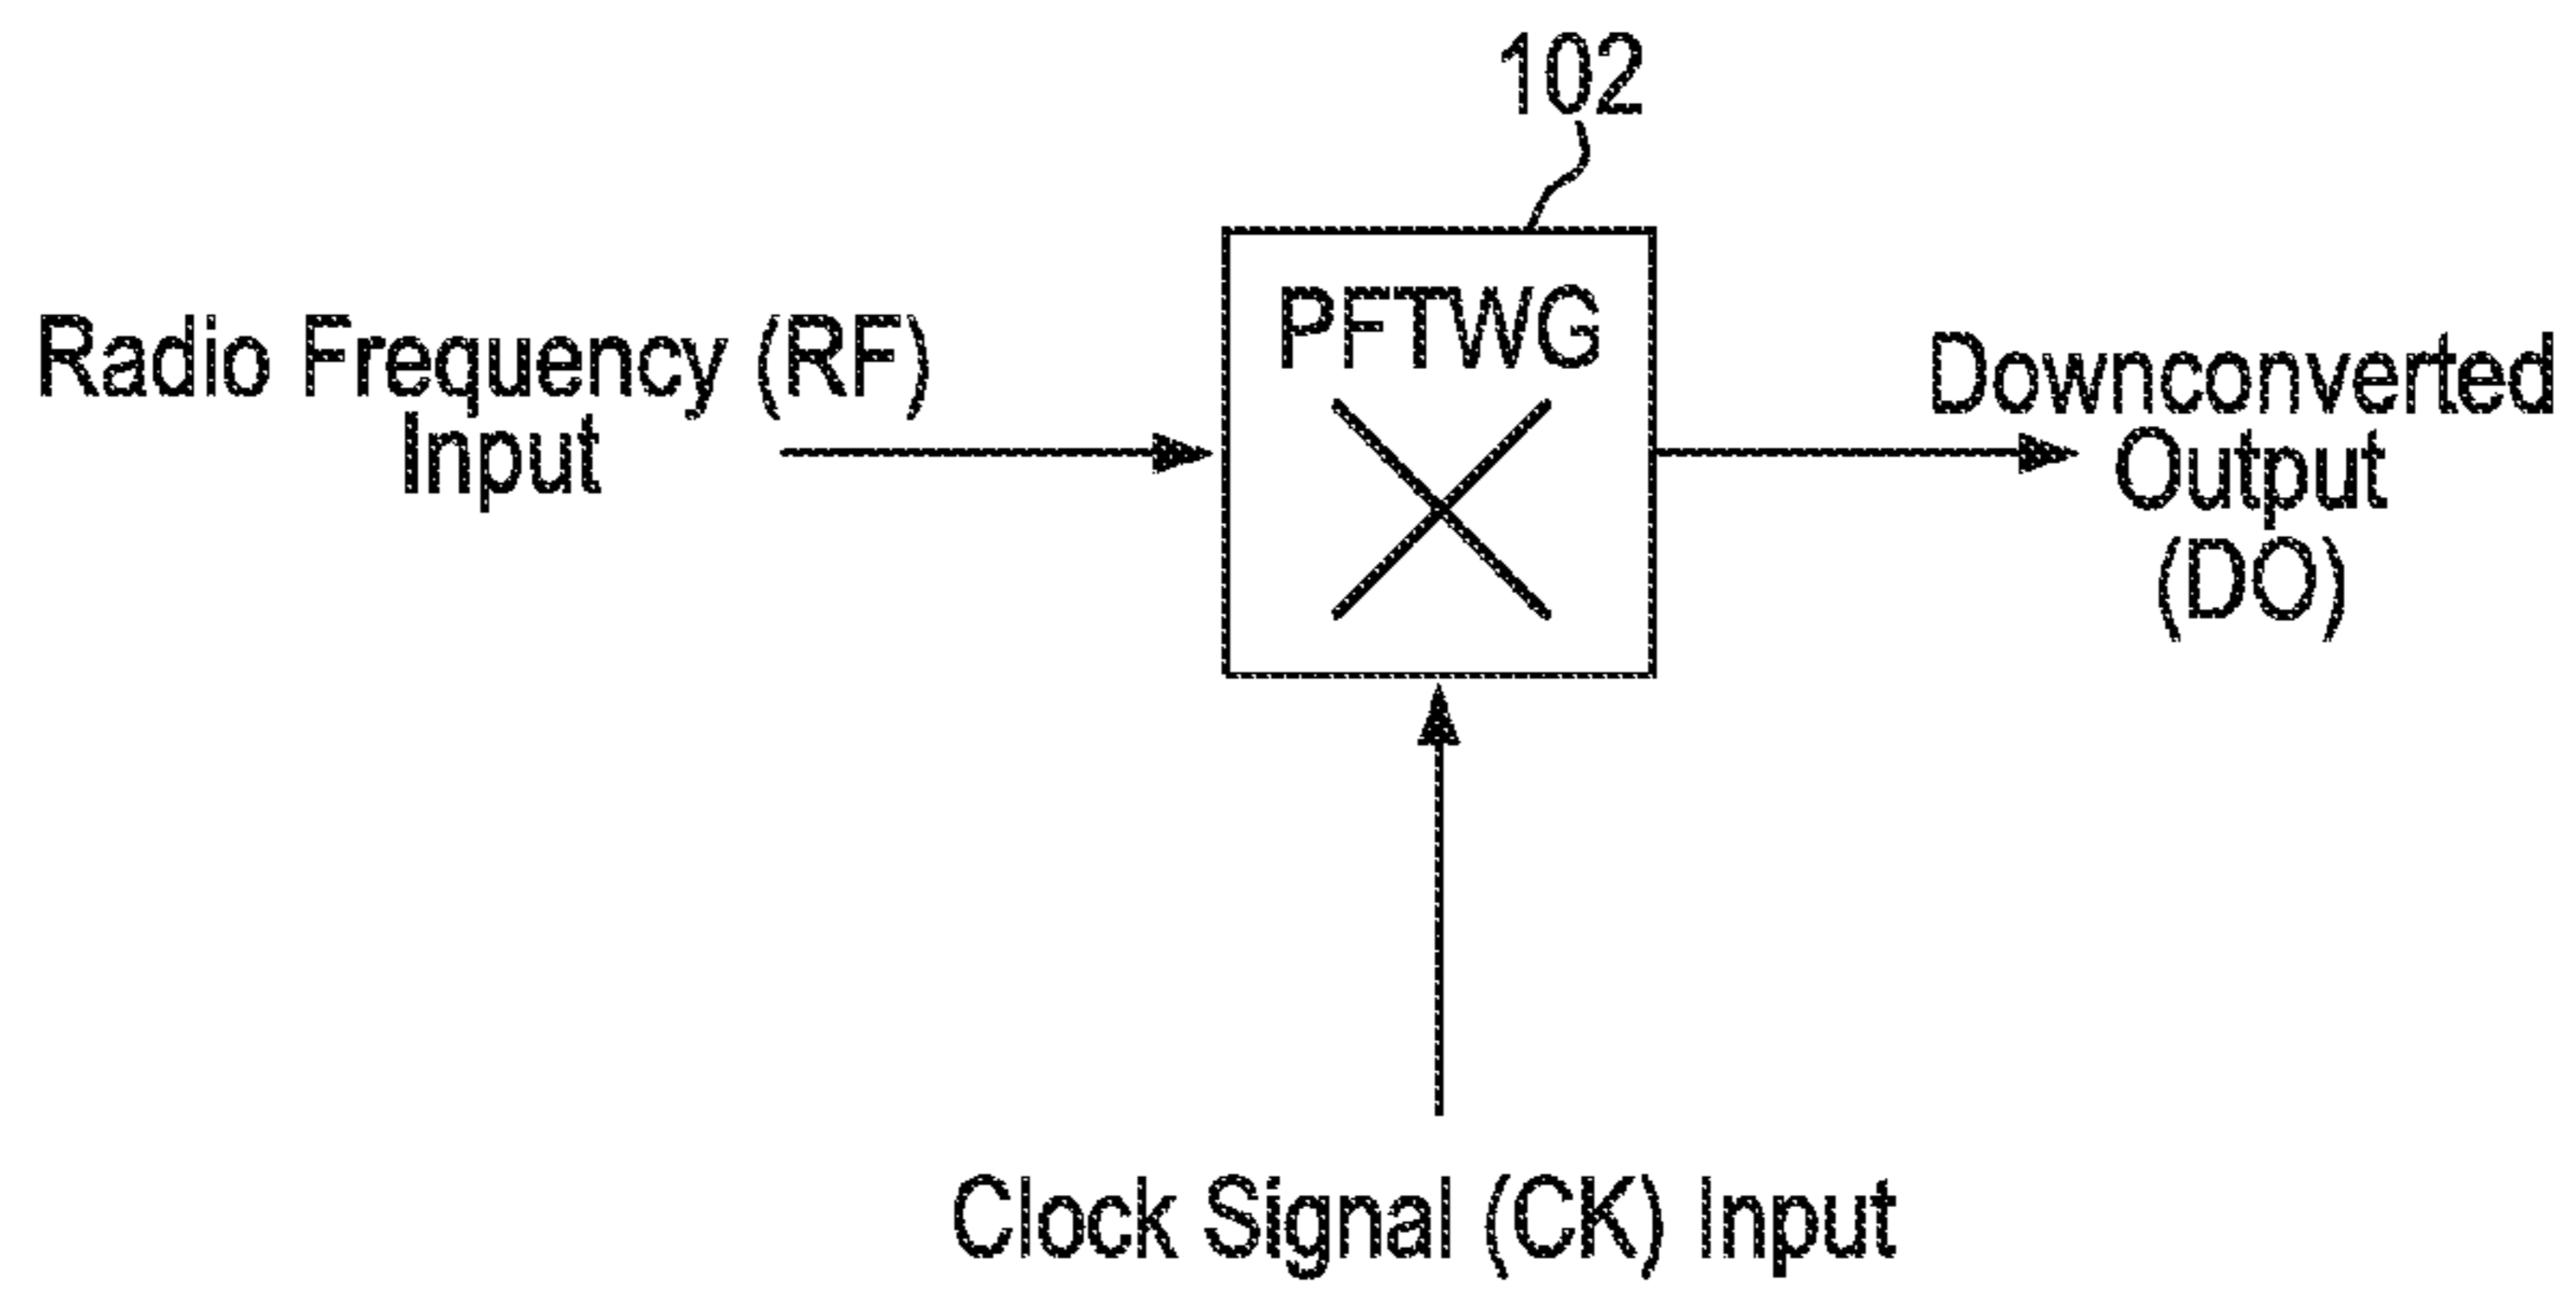 102
PFTWG
Radio Frequency (RF)
Input
Downconverted
Output
(DO)
Clock Signal (CK) Input